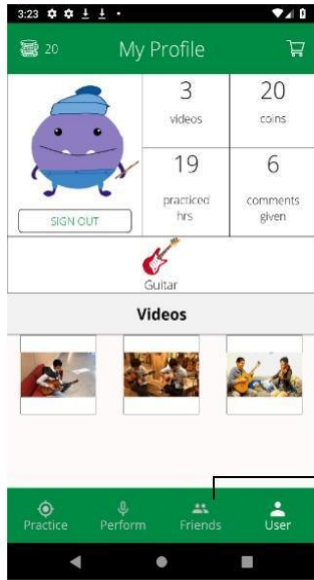 3:23
20 My Profile
3 20
videos coins
19 6
practiced comments
hrs given
SIGN OUT
Guitar
Videos
Practice Perform Friends User